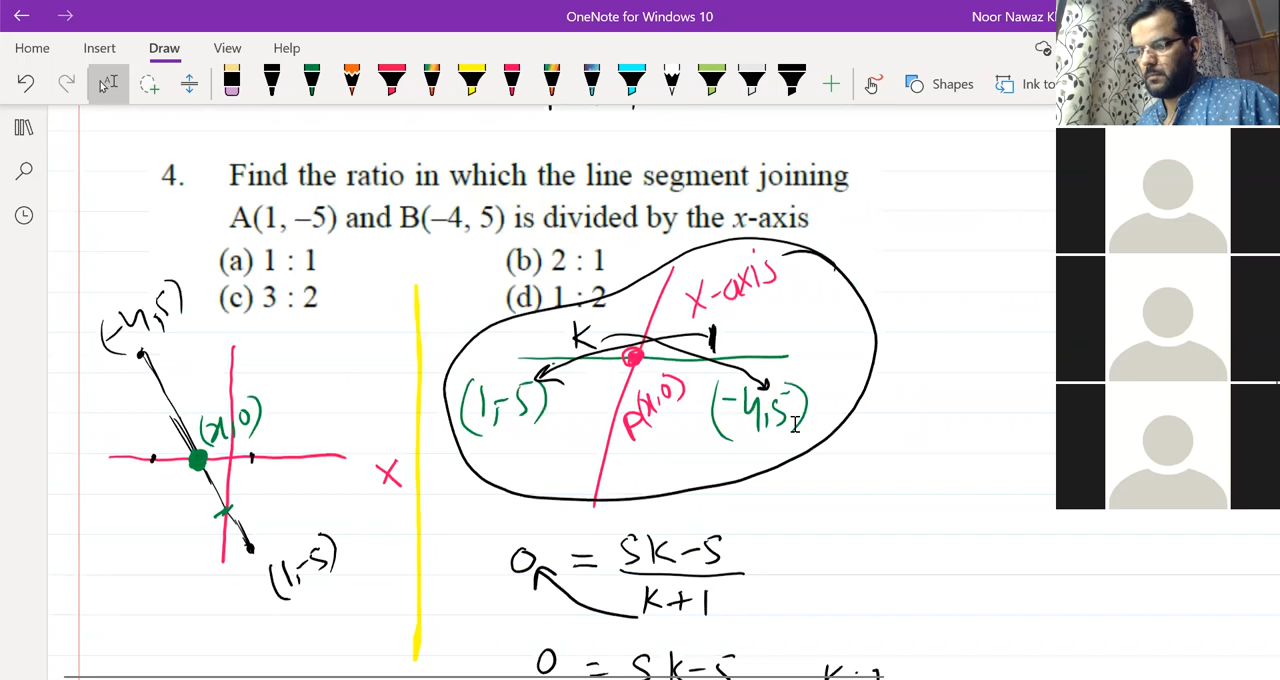 OneNote for Windows 10
Noor Nawaz K
Home Insert Draw View Help
Shapes
Ink to
4. Find the ratio in which the line segment joining
A(1, –5) and B(–4, 5) is divided by the x-axis
(a) 1 : 1 (b) 2 : 1
(c) 3 : 2 (d) 1 : 2
X-axis
K 1
(1,-5) P(x,0) (-4,5)
(-4,5)
(x,0)
X
(1,-5)
0 = 5K-5
K+1
0 = 5K-5